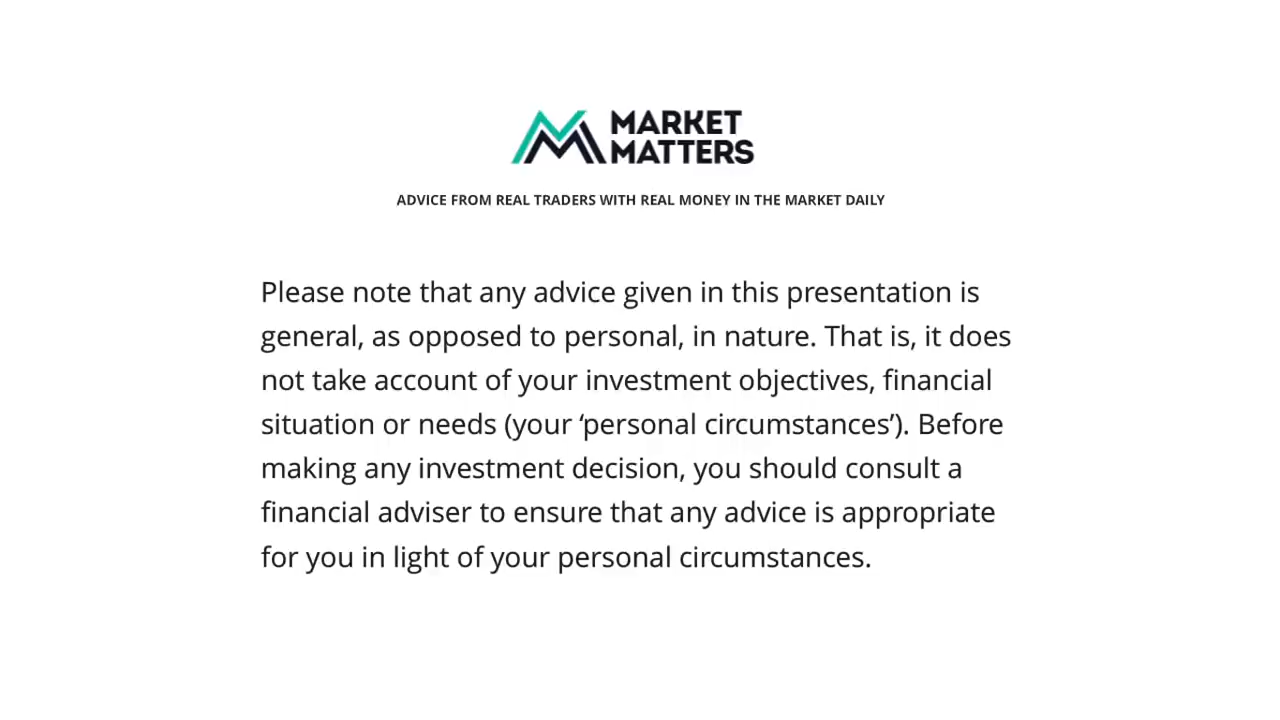 MARKET
MATTERS
ADVICE FROM REAL TRADERS WITH REAL MONEY IN THE MARKET DAILY
Please note that any advice given in this presentation is
general, as opposed to personal, in nature. That is, it does
not take account of your investment objectives, financial
situation or needs (your ‘personal circumstances’). Before
making any investment decision, you should consult a
financial adviser to ensure that any advice is appropriate
for you in light of your personal circumstances.